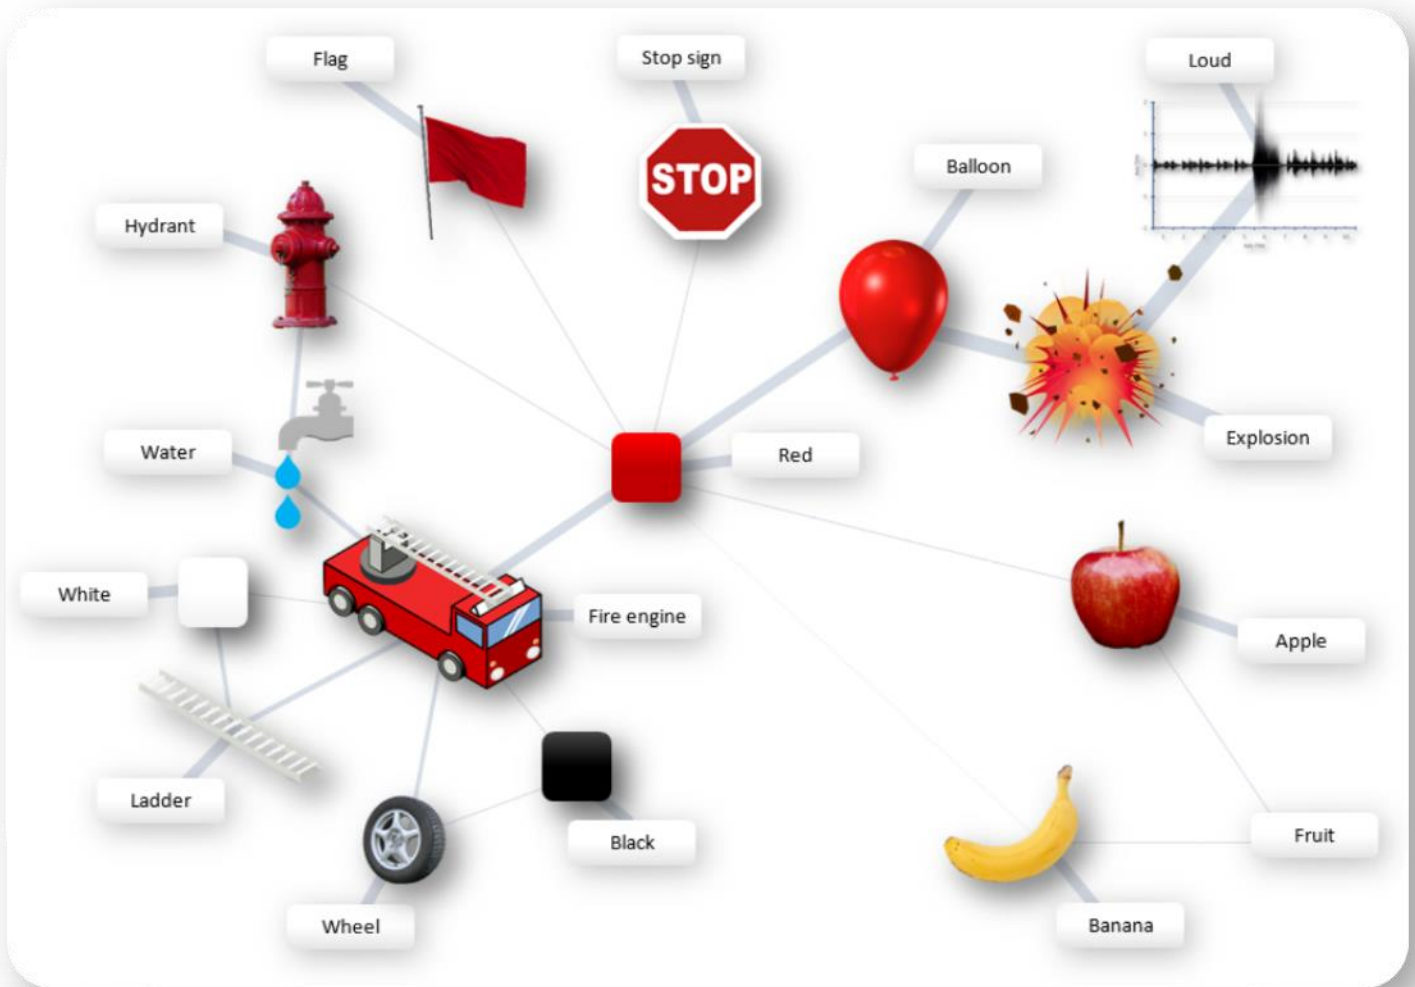 Flag
Stop sign
Loud
STOP
Balloon
Hydrant
Explosion
Water
Red
White
Fire engine
Apple
Ladder
Black
Fruit
Wheel
Banana